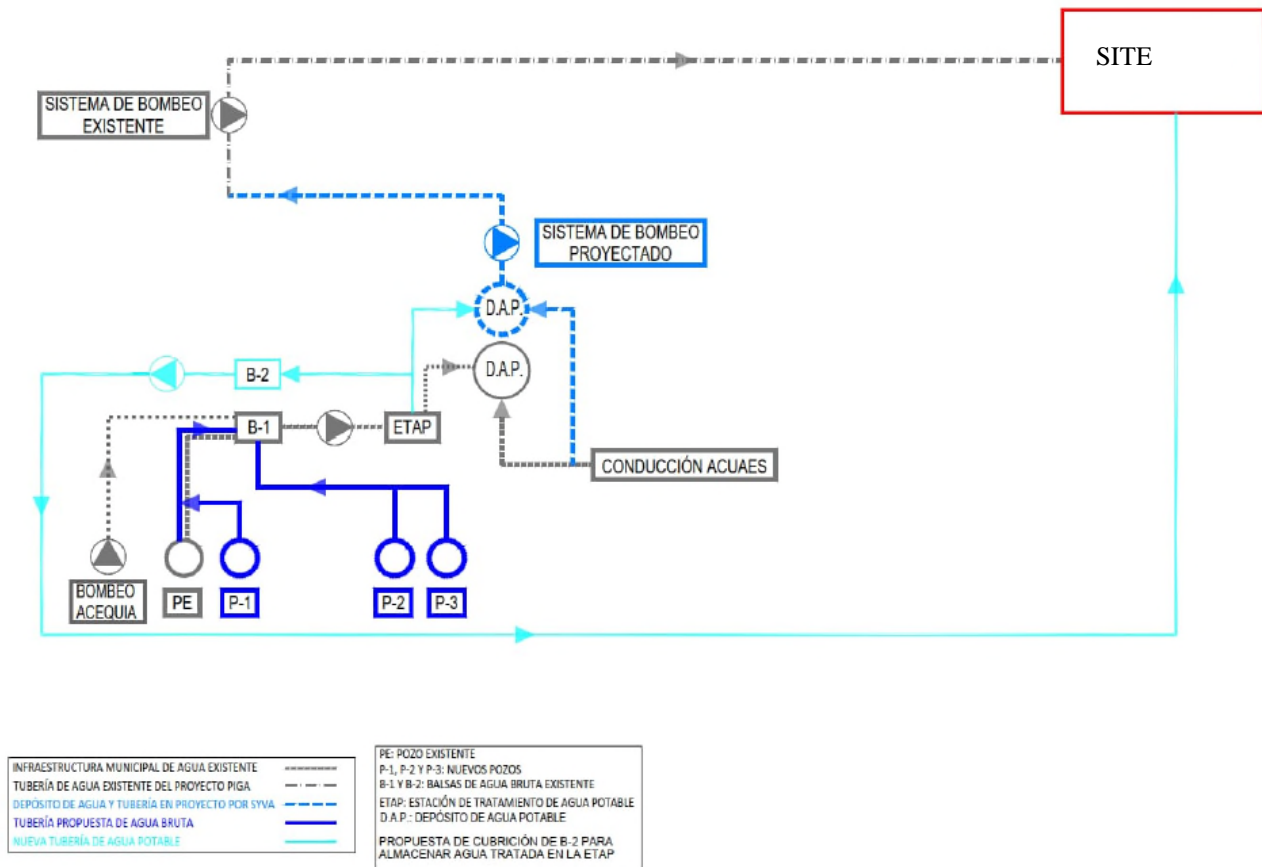 SITE
SISTEMA DE BOMBEO
EXISTENTE
SISTEMA DE BOMBEO
PROYECTADO
D.A.P.
D.A.P.
B-2
B-1
ETAP
CONDUCCIÓN ACUAES
BOMBEO
ACEQUIA
PE
P-1
P-2
P-3
INFRAESTRUCTURA MUNICIPAL DE AGUA EXISTENTE
TUBERÍA DE AGUA EXISTENTE DEL PROYECTO PIGA
DEPÓSITO DE AGUA Y TUBERÍA EN PROYECTO POR SYVA
TUBERÍA PROPUESTA DE AGUA BRUTA
NUEVA TUBERÍA DE AGUA POTABLE
PE: POZO EXISTENTE
P-1, P-2 Y P-3: NUEVOS POZOS
B-1 Y B-2: BALSAS DE AGUA BRUTA EXISTENTE
ETAP: ESTACIÓN DE TRATAMIENTO DE AGUA POTABLE
D.A.P.: DEPÓSITO DE AGUA POTABLE
PROPUESTA DE CUBRICIÓN DE B-2 PARA
ALMACENAR AGUA TRATADA EN LA ETAP